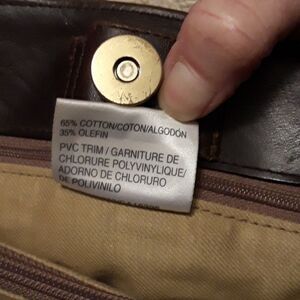 65% COTTON/COTON/ALGODÓN
35% OLEFIN
PVC TRIM / GARNITURE DE
CHLORURE POLYVINYLIQUE/
ADORNO DE CHLORURO
DE POLIVINILO